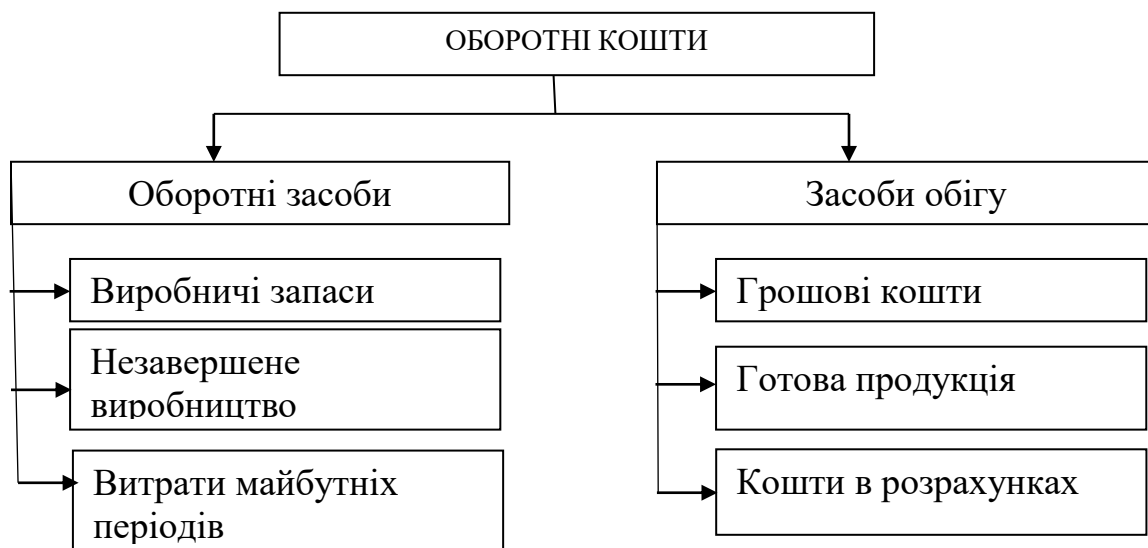 ОБОРОТНІ КОШТИ
Оборотні засоби
Виробничі запаси
Незавершене
виробництво
Витрати майбутніх
періодів
Засоби обігу
Грошові кошти
Готова продукція
Кошти в розрахунках